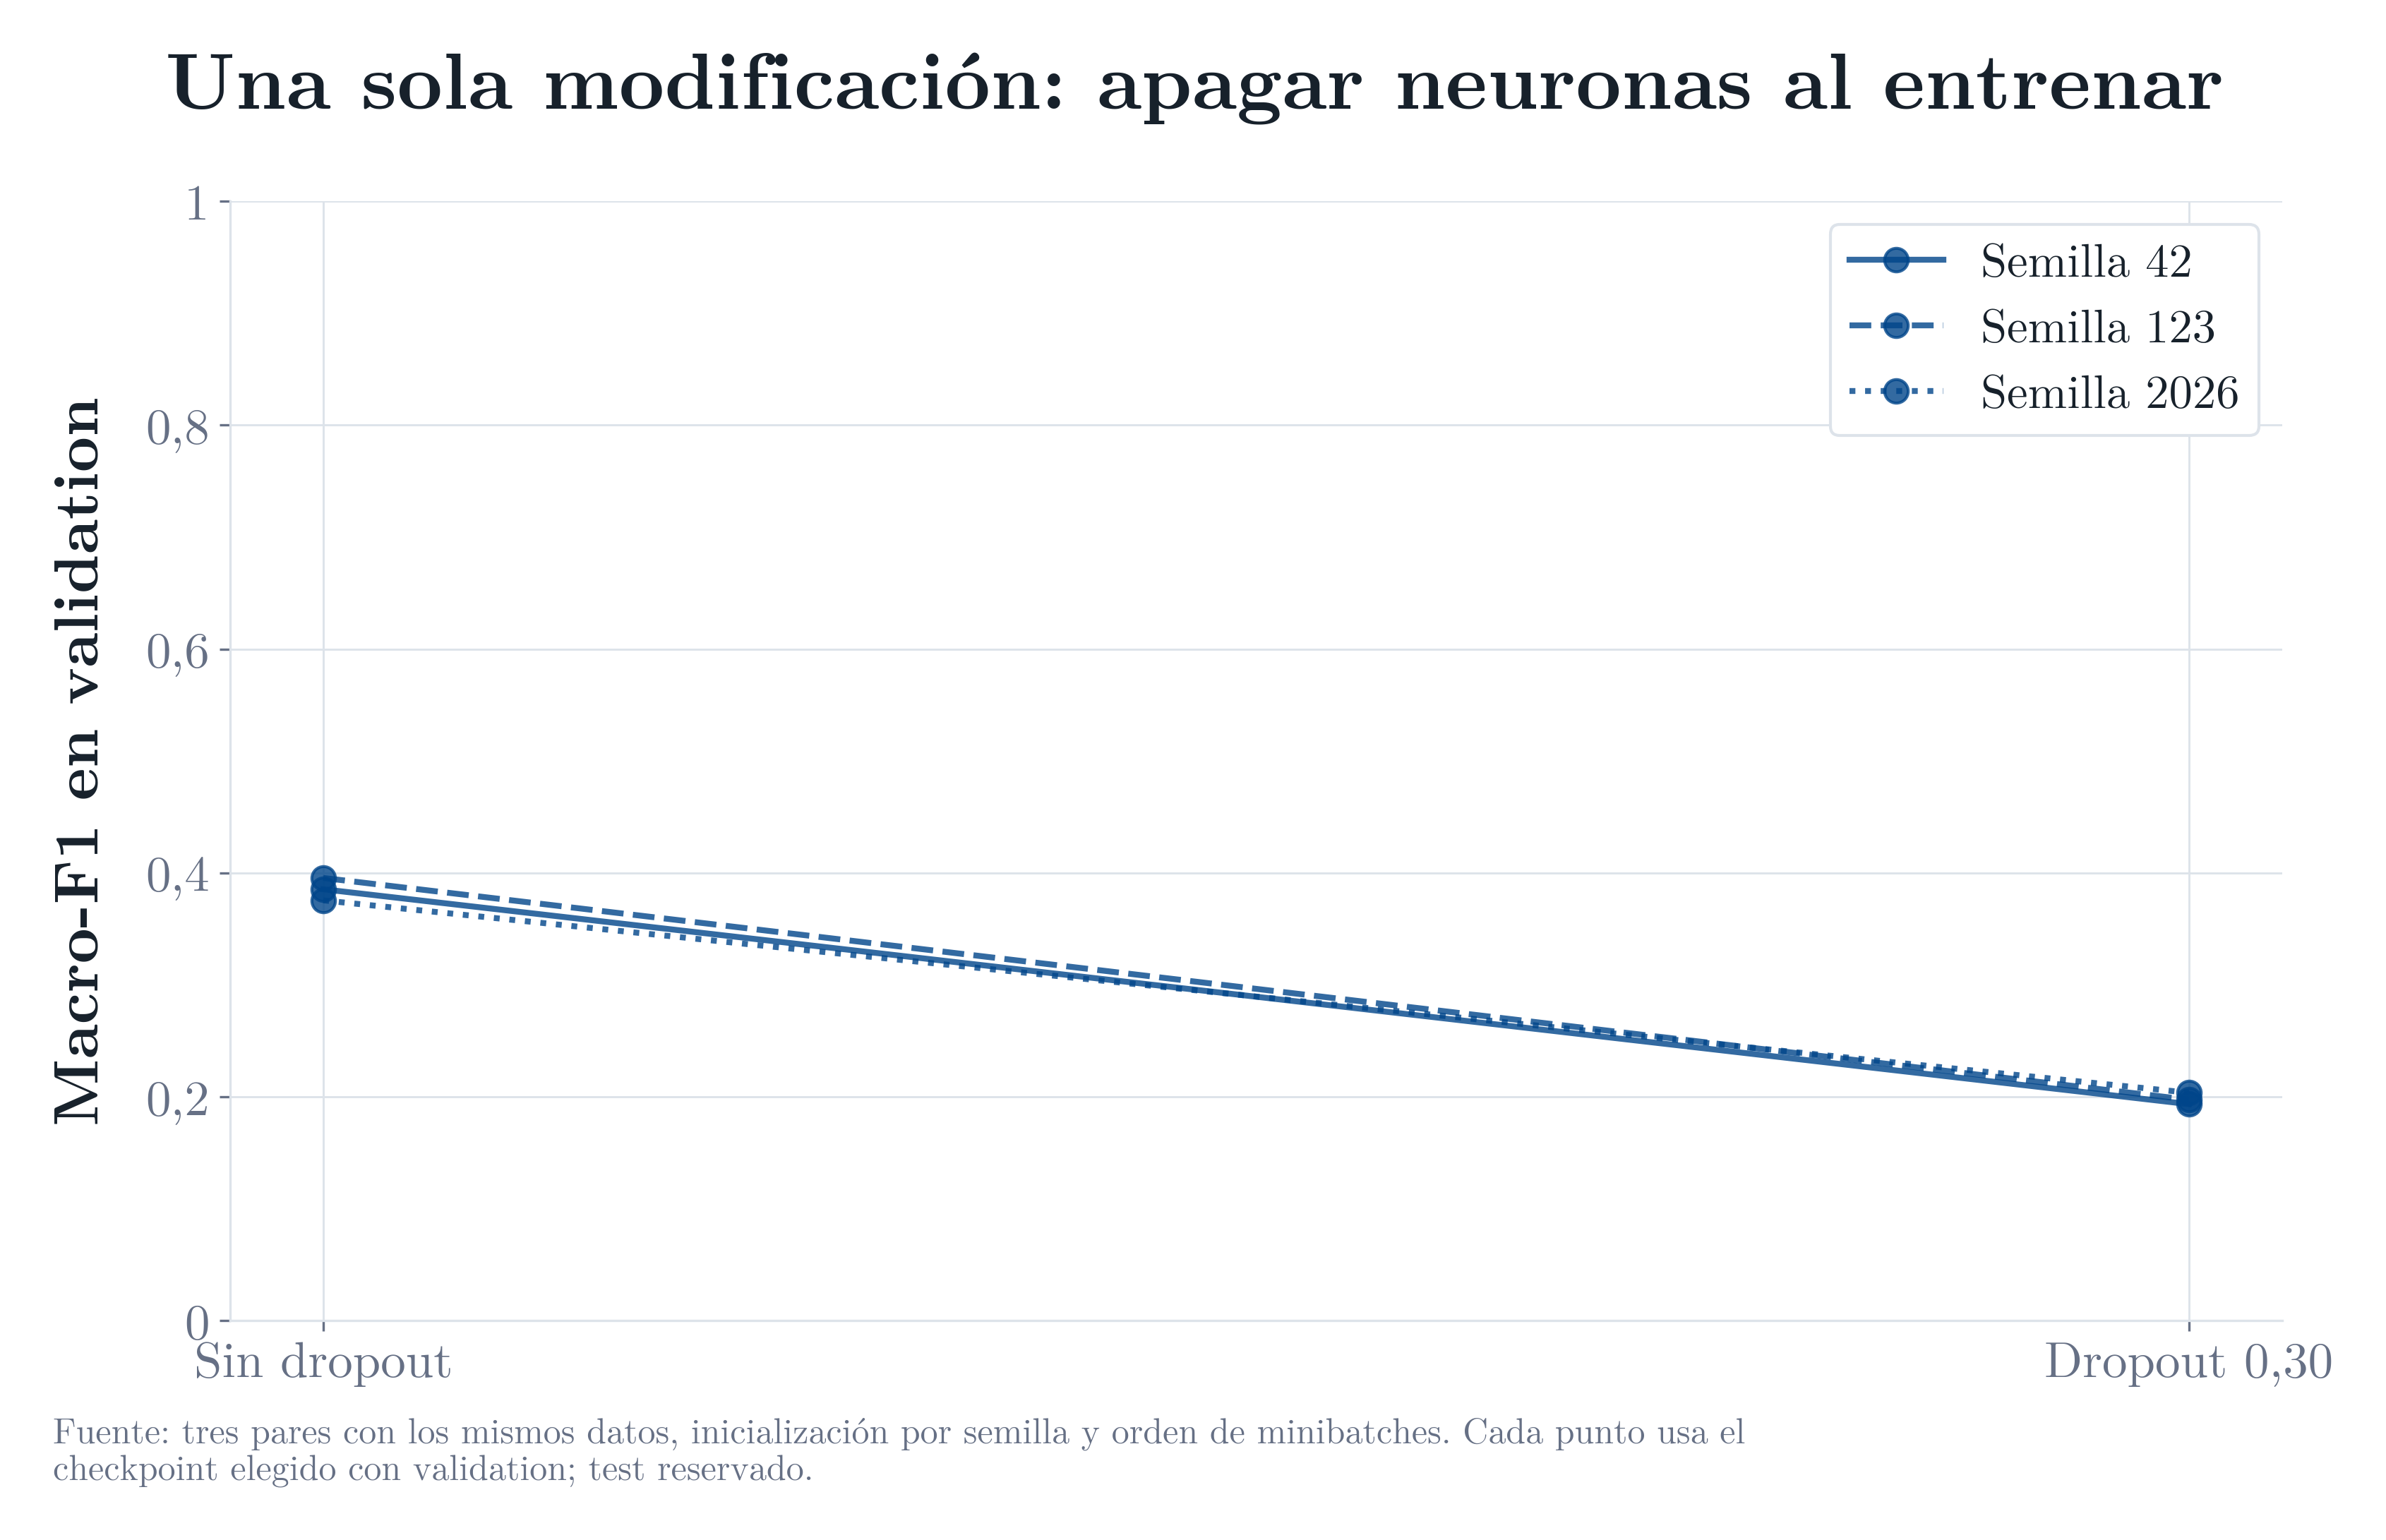 Una sola modificación: apagar neuronas al entrenar
Macro-F1 en validation
1
0,8
0,6
0,4
0,2
0
Semilla 42
Semilla 123
Semilla 2026
Sin dropout
Dropout 0,30
Fuente: tres pares con los mismos datos, inicialización por semilla y orden de minibatches. Cada punto usa el
checkpoint elegido con validation; test reservado.